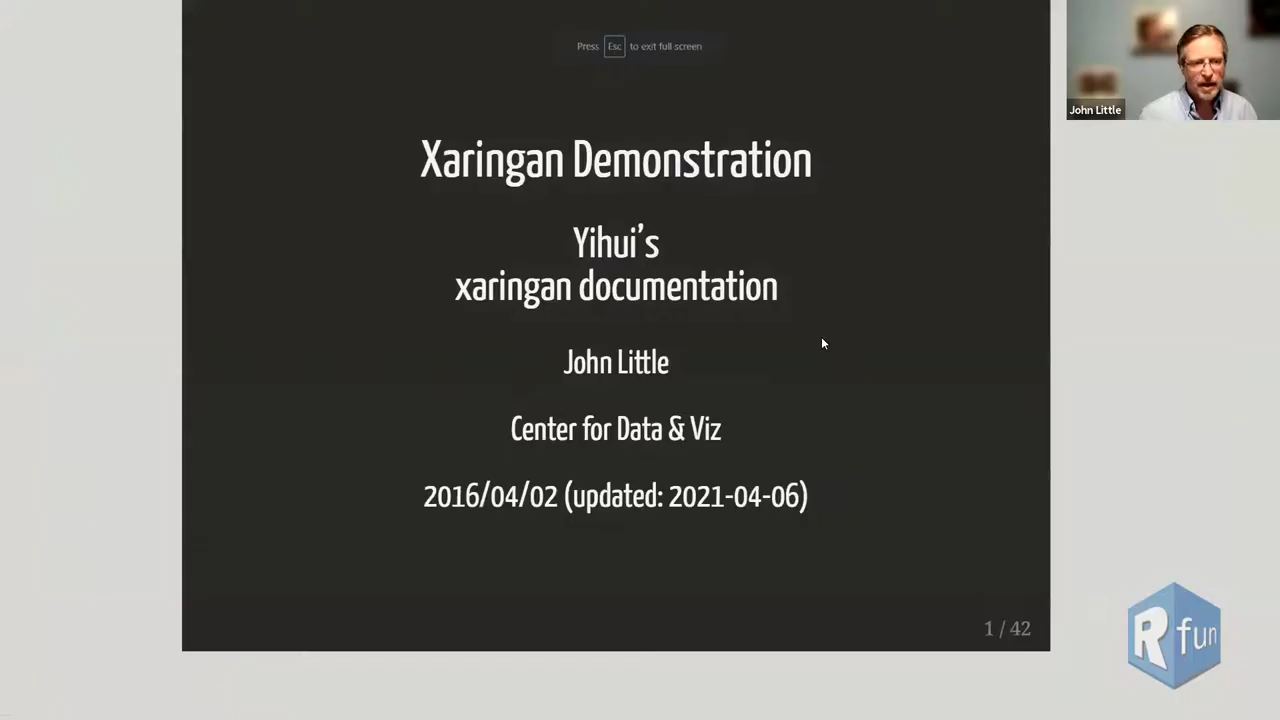 Press Esc to exit full screen
John Little
Xaringan Demonstration
Yihui’s
xaringan documentation
John Little
Center for Data & Viz
2016/04/02 (updated: 2021-04-06)
1 / 42
R fun